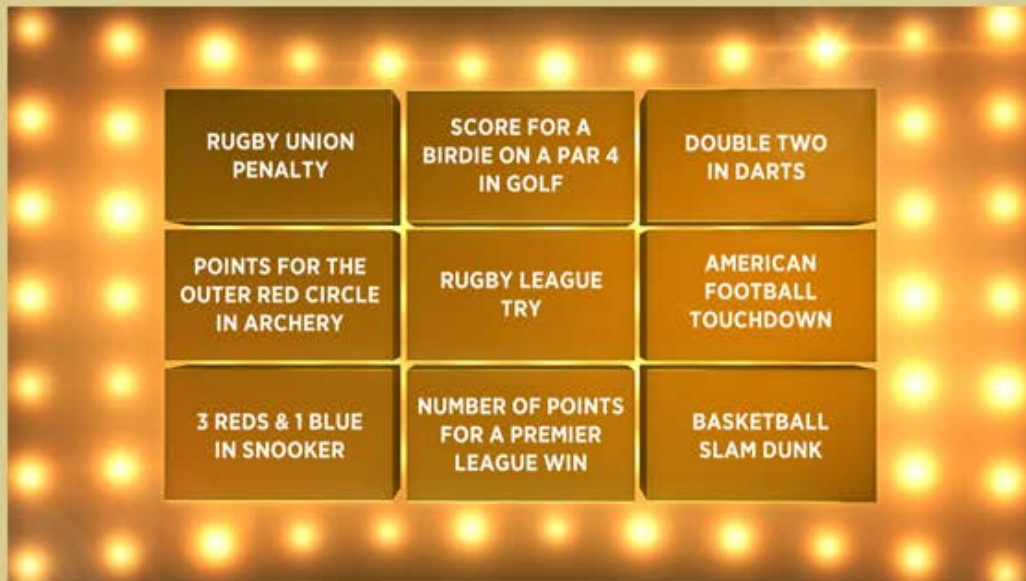 RUGBY UNION
PENALTY
SCORE FOR A
BIRDIE ON A PAR 4
IN GOLF
DOUBLE TWO
IN DARTS
POINTS FOR THE
OUTER RED CIRCLE
IN ARCHERY
RUGBY LEAGUE
TRY
AMERICAN
FOOTBALL
TOUCHDOWN
3 REDS & 1 BLUE
IN SNOOKER
NUMBER OF POINTS
FOR A PREMIER
LEAGUE WIN
BASKETBALL
SLAM DUNK